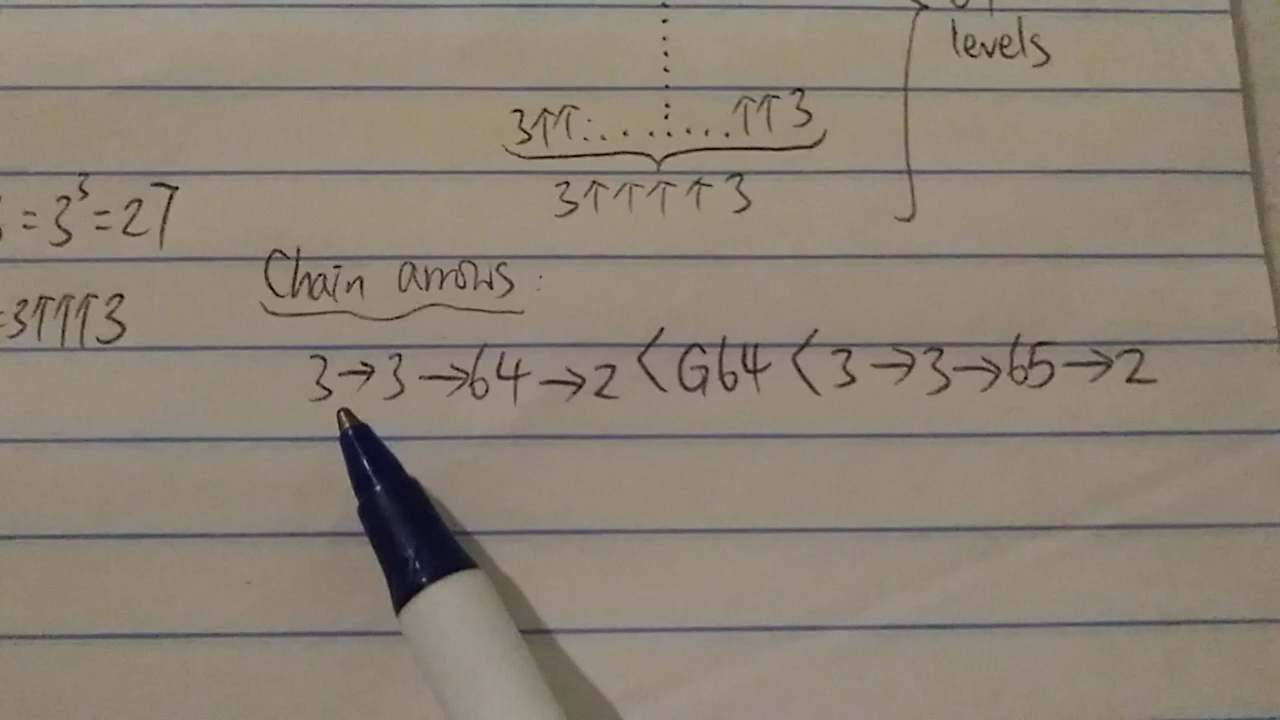 levels
3↑↑.........↑↑3
3↑↑↑↑3
=3³=27
Chain arrows:
=3↑↑↑3
3→3→64→2<G64<3→3→65→2